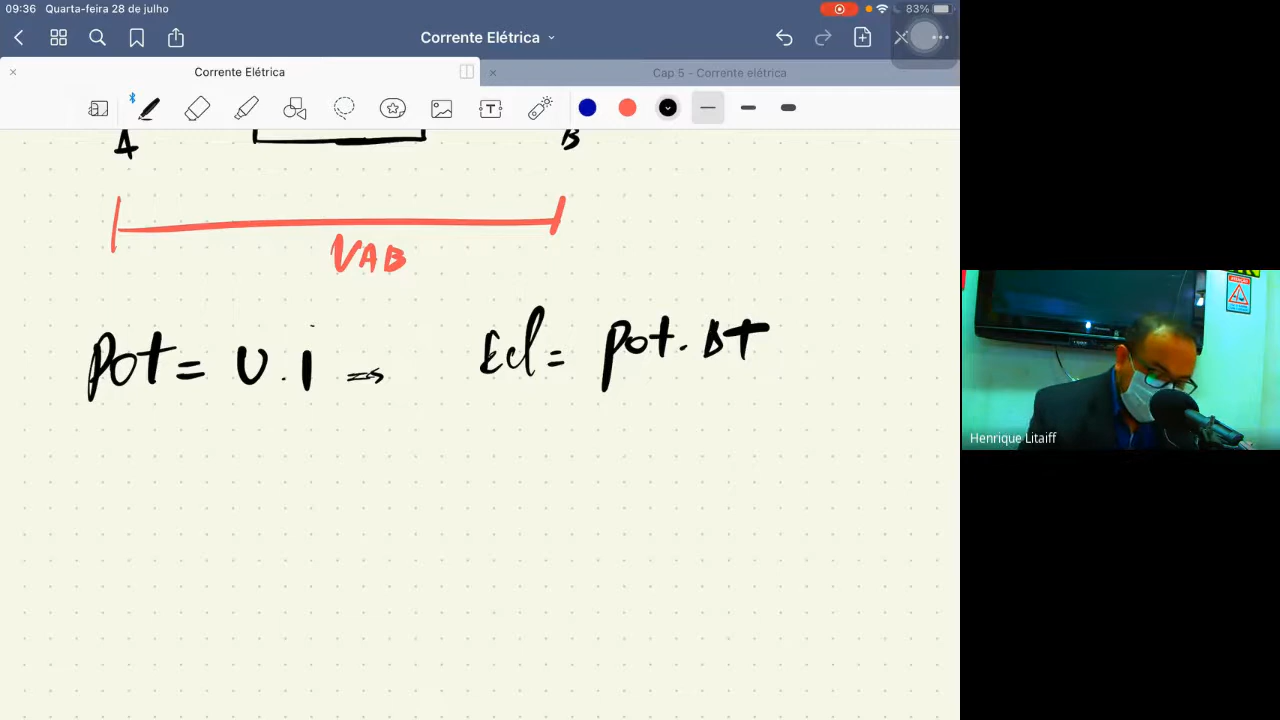 09:36 Quarta-feira 28 de julho 83%
Corrente Elétrica
Corrente Elétrica
Cap 5 - Corrente elétrica
T
A B
VAB
Pot = U . i => Eel = Pot . Δt
Henrique Litaiff